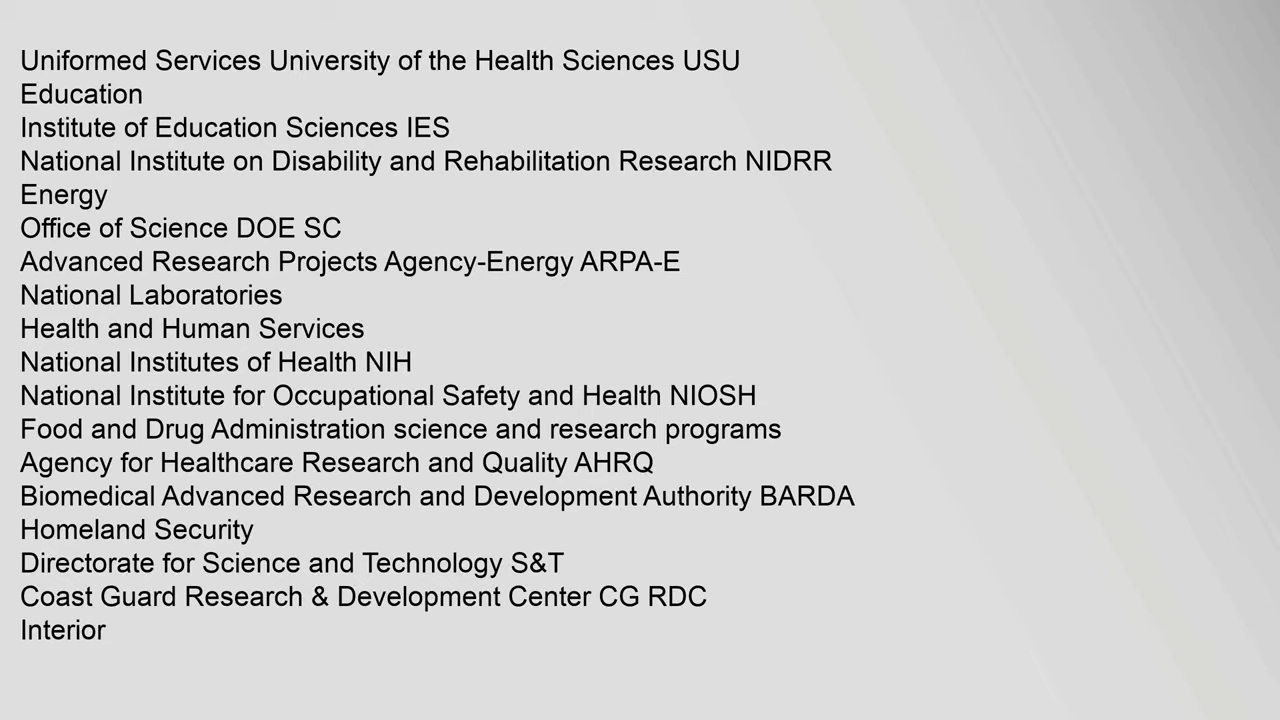 Uniformed Services University of the Health Sciences USU
Education
Institute of Education Sciences IES
National Institute on Disability and Rehabilitation Research NIDRR
Energy
Office of Science DOE SC
Advanced Research Projects Agency-Energy ARPA-E
National Laboratories
Health and Human Services
National Institutes of Health NIH
National Institute for Occupational Safety and Health NIOSH
Food and Drug Administration science and research programs
Agency for Healthcare Research and Quality AHRQ
Biomedical Advanced Research and Development Authority BARDA
Homeland Security
Directorate for Science and Technology S&T
Coast Guard Research & Development Center CG RDC
Interior